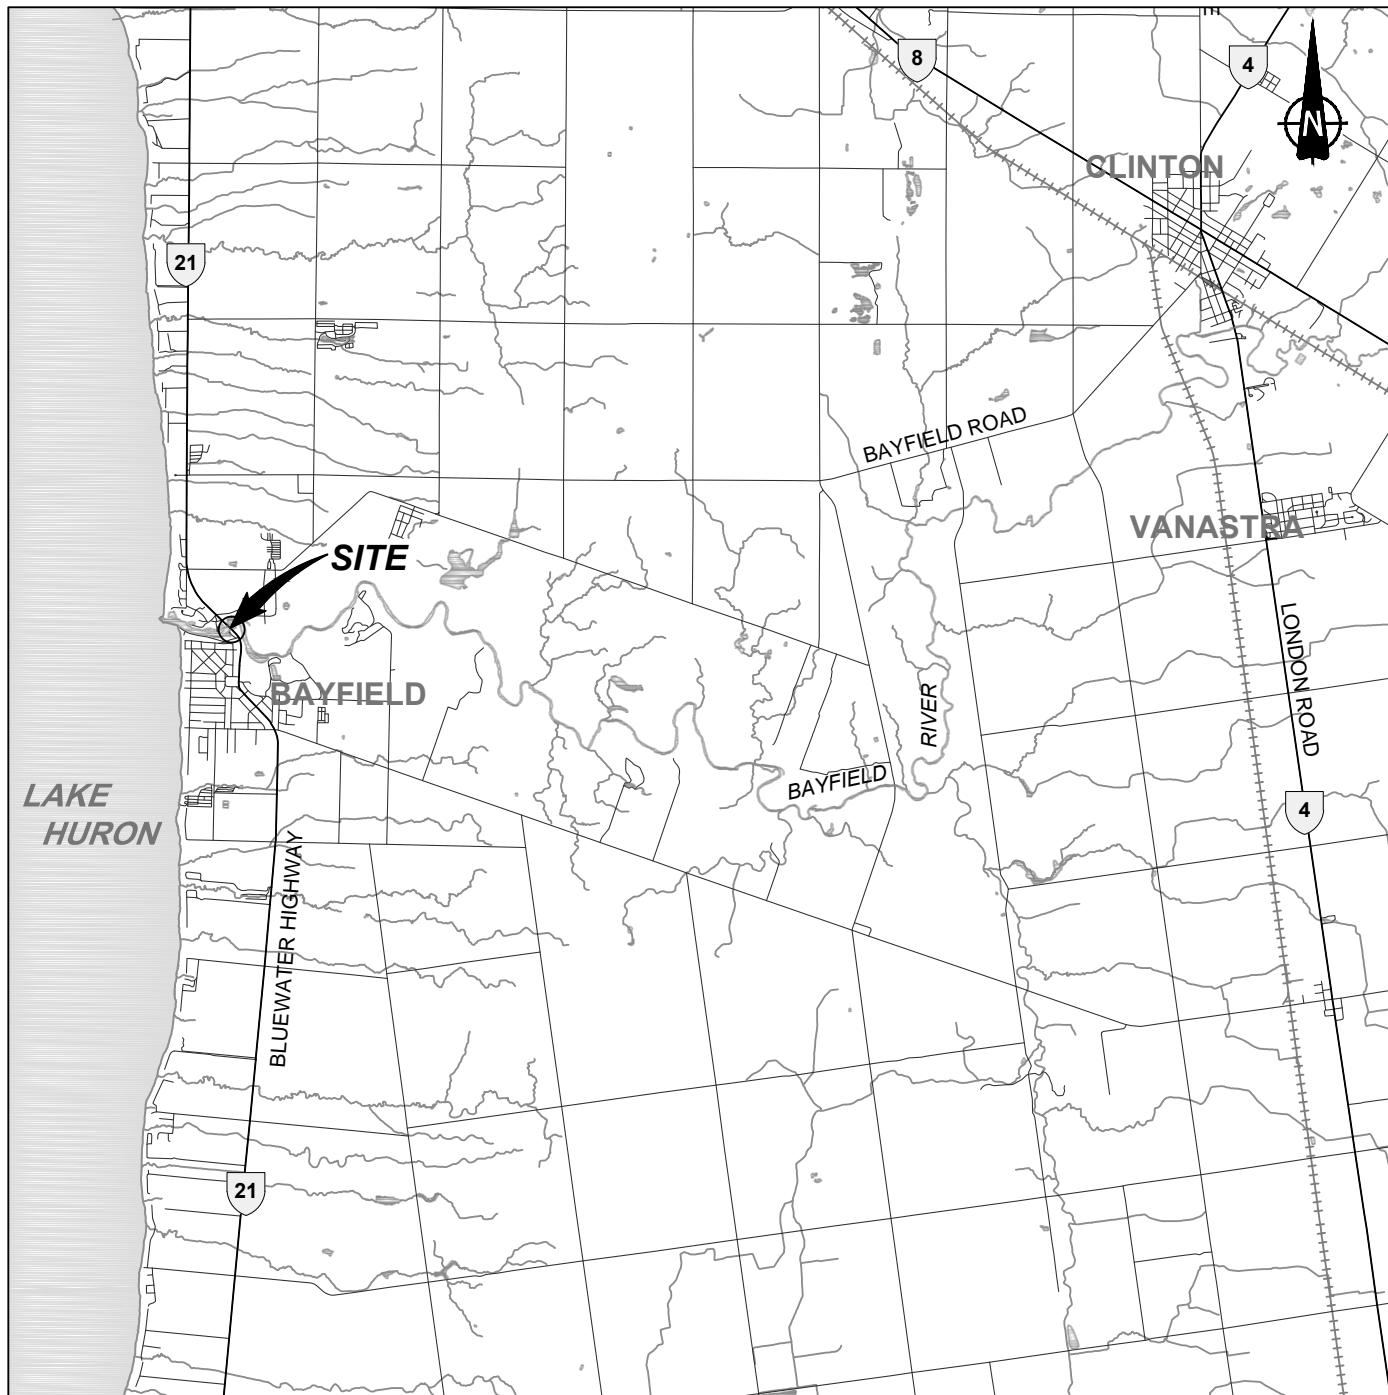 8
4
N
CLINTON
21
BAYFIELD ROAD
VANASTRA
SITE
LONDON ROAD
BAYFIELD
RIVER
BAYFIELD
LAKE
HURON
4
BLUEWATER HIGHWAY
21